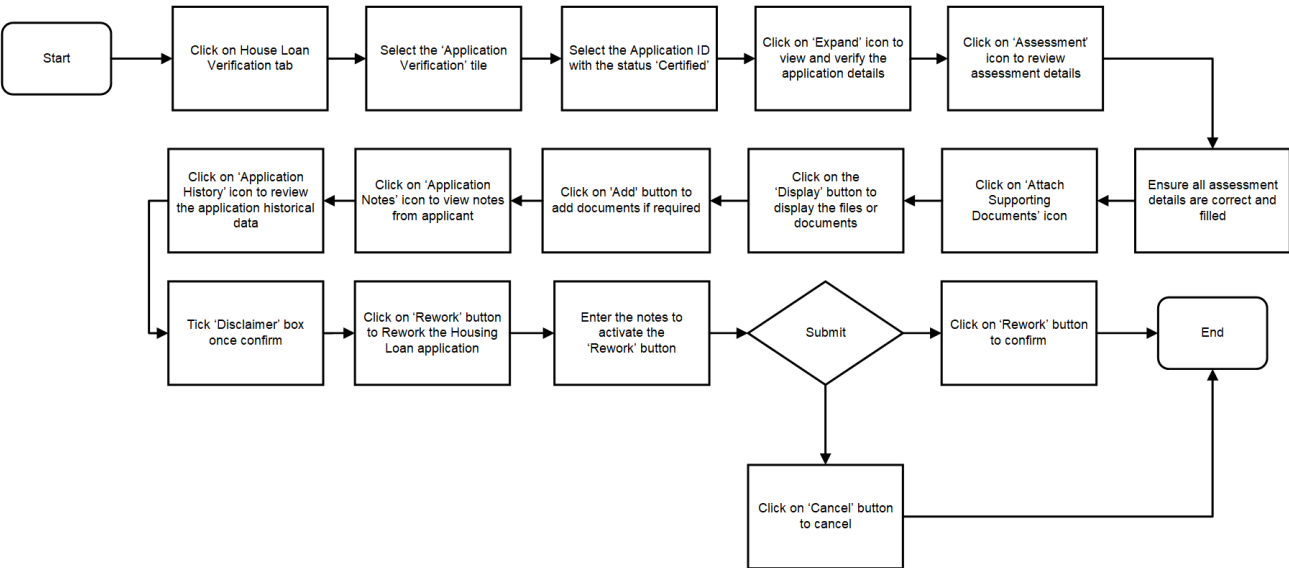 Start
Click on House Loan
Verification tab
Select the ‘Application
Verification’ tile
Select the Application ID
with the status ‘Certified’
Click on ‘Expand’ icon to
view and verify the
application details
Click on ‘Assessment’
icon to review
assessment details
Ensure all assessment
details are correct and
filled
Click on ‘Attach
Supporting
Documents’ icon
Click on the
‘Display’ button to
display the files or
documents
Click on 'Add' button to
add documents if required
Click on ‘Application
Notes’ icon to view notes
from applicant
Click on ‘Application
History’ icon to review
the application historical
data
Tick ‘Disclaimer’ box
once confirm
Click on ‘Rework’ button
to Rework the Housing
Loan application
Enter the notes to
activate the
‘Rework’ button
Submit
Click on ‘Rework’ button
to confirm
End
Click on ‘Cancel’ button
to cancel